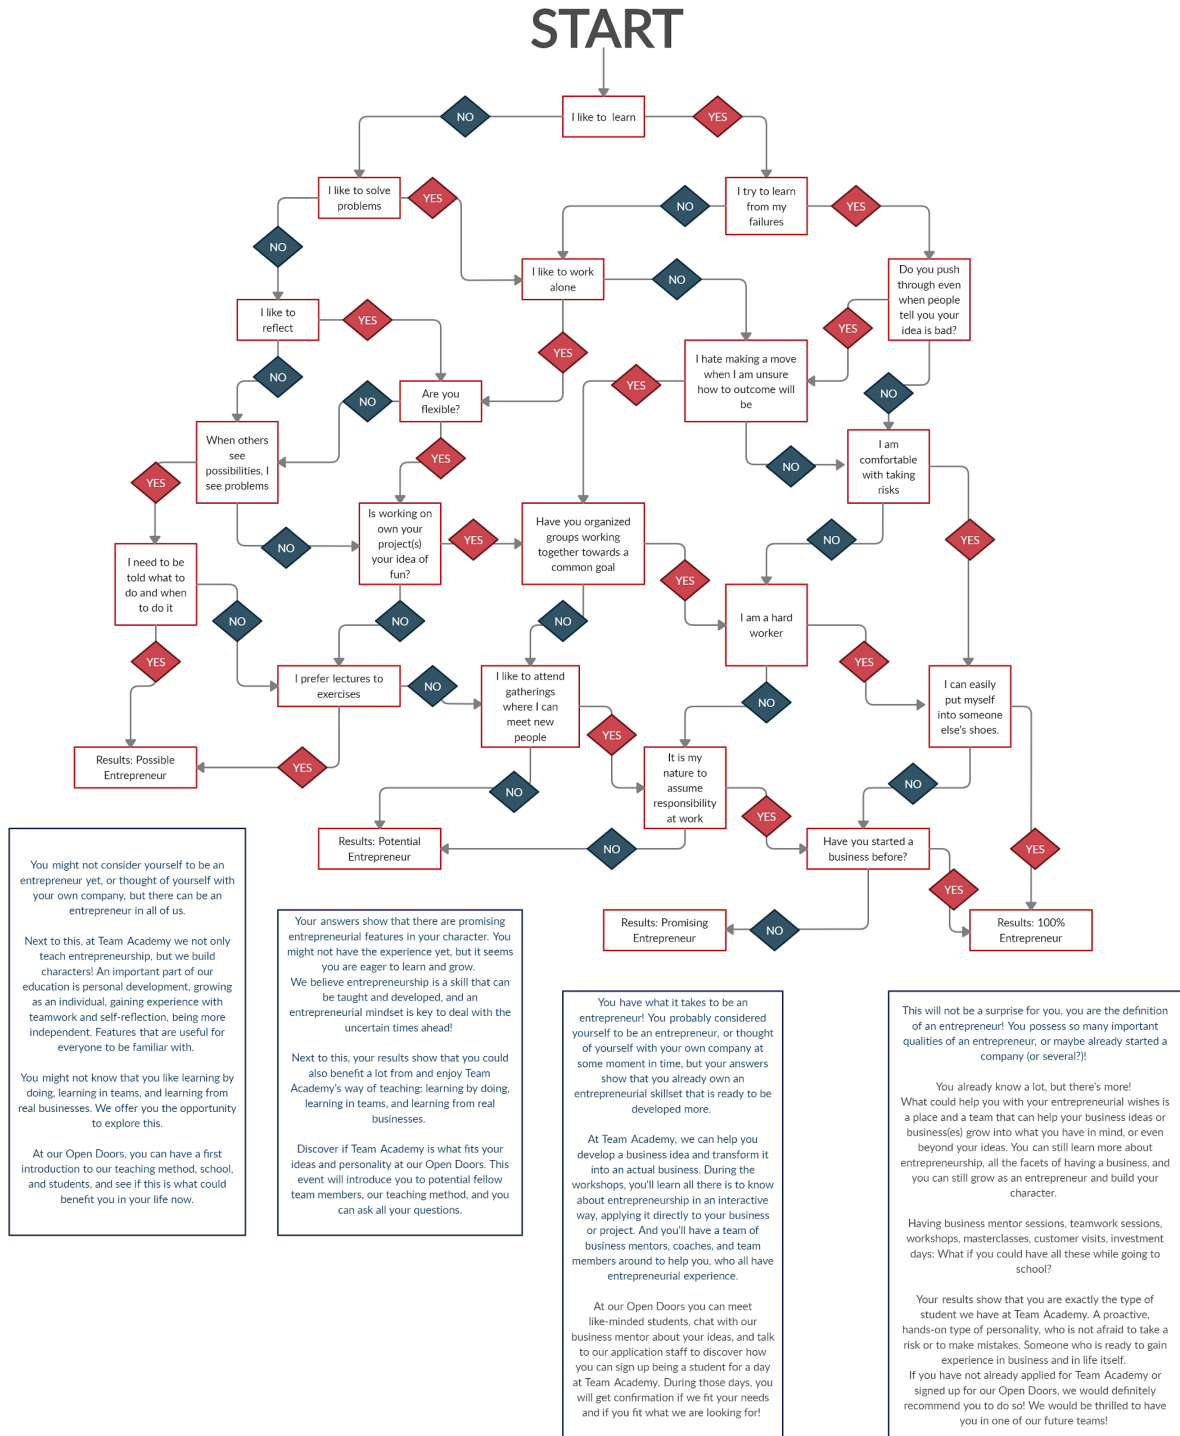 START
I like to learn
NO
YES
I like to solve
problems
YES
I try to learn
from my
failures
NO
YES
NO
I like to work
alone
NO
Do you push
through even
when people
tell you your
idea is bad?
YES
I like to
reflect
YES
YES
NO
I hate making a move
when I am unsure
how to outcome will
be
YES
NO
Are you
flexible?
NO
YES
When others
see
possibilities, I
see problems
YES
NO
I am
comfortable
with taking
risks
NO
Is working on
own your
project(s)
your idea of
fun?
YES
Have you organized
groups working
together towards a
common goal
NO
YES
I need to be
told what to
do and when
to do it
NO
YES
I am a hard
worker
NO
NO
YES
YES
I prefer lectures to
exercises
NO
I like to attend
gatherings
where I can
meet new
people
YES
NO
I can easily
put myself
into someone
else's shoes.
Results: Possible
Entrepreneur
YES
NO
It is my
nature to
assume
responsibility
at work
YES
NO
Results: Potential
Entrepreneur
NO
Have you started a
business before?
YES
YES
Results: Promising
Entrepreneur
NO
Results: 100%
Entrepreneur
You might not consider yourself to be an
entrepreneur yet, or thought of yourself with
your own company, but there can be an
entrepreneur in all of us.
Next to this, at Team Academy we not only
teach entrepreneurship, but we build
characters! An important part of our
education is personal development, growing
as an individual, gaining experience with
teamwork and self-reflection, being more
independent. Features that are useful for
everyone to be familiar with.
You might not know that you like learning by
doing, learning in teams, and learning from
real businesses. We offer you the opportunity
to explore this.
At our Open Doors, you can have a first
introduction to our teaching method, school,
and students, and see if this is what could
benefit you in your life now.
Your answers show that there are promising
entrepreneurial features in your character. You
might not have the experience yet, but it seems
you are eager to learn and grow.
We believe entrepreneurship is a skill that can
be taught and developed, and an
entrepreneurial mindset is key to deal with the
uncertain times ahead!
Next to this, your results show that you could
also benefit a lot from and enjoy Team
Academy's way of teaching: learning by doing,
learning in teams, and learning from real
businesses.
Discover if Team Academy is what fits your
ideas and personality at our Open Doors. This
event will introduce you to potential fellow
team members, our teaching method, and you
can ask all your questions.
You have what it takes to be an
entrepreneur! You probably considered
yourself to be an entrepreneur, or thought
of yourself with your own company at
some moment in time, but your answers
show that you already own an
entrepreneurial skillset that is ready to be
developed more.
At Team Academy, we can help you
develop a business idea and transform it
into an actual business. During the
workshops, you'll learn all there is to know
about entrepreneurship in an interactive
way, applying it directly to your business
or project. And you'll have a team of
business mentors, coaches, and team
members around to help you, who all have
entrepreneurial experience.
At our Open Doors you can meet
like-minded students, chat with our
business mentor about your ideas, and talk
to our application staff to discover how
you can sign up being a student for a day
at Team Academy. During those days, you
will get confirmation if we fit your needs
and if you fit what we are looking for!
This will not be a surprise for you, you are the definition
of an entrepreneur! You possess so many important
qualities of an entrepreneur, or maybe already started a
company (or several?)!
You already know a lot, but there's more!
What could help you with your entrepreneurial wishes is
a place and a team that can help your business ideas or
business(es) grow into what you have in mind, or even
beyond your ideas. You can still learn more about
entrepreneurship, all the facets of having a business, and
you can still grow as an entrepreneur and build your
character.
Having business mentor sessions, teamwork sessions,
workshops, masterclasses, customer visits, investment
days: What if you could have all these while going to
school?
Your results show that you are exactly the type of
student we have at Team Academy. A proactive,
hands-on type of personality, who is not afraid to take a
risk or to make mistakes. Someone who is ready to gain
experience in business and in life itself.
If you have not already applied for Team Academy or
signed up for our Open Doors, we would definitely
recommend you to do so! We would be thrilled to have
you in one of our future teams!